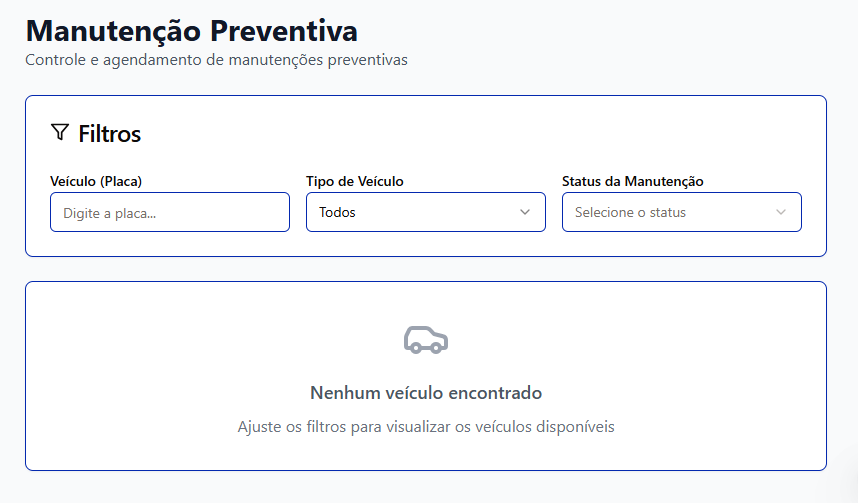 Manutenção Preventiva
Controle e agendamento de manutenções preventivas
Filtros
Veículo (Placa)
Tipo de Veículo
Status da Manutenção
Digite a placa...
Todos
Selecione o status
Nenhum veículo encontrado
Ajuste os filtros para visualizar os veículos disponíveis